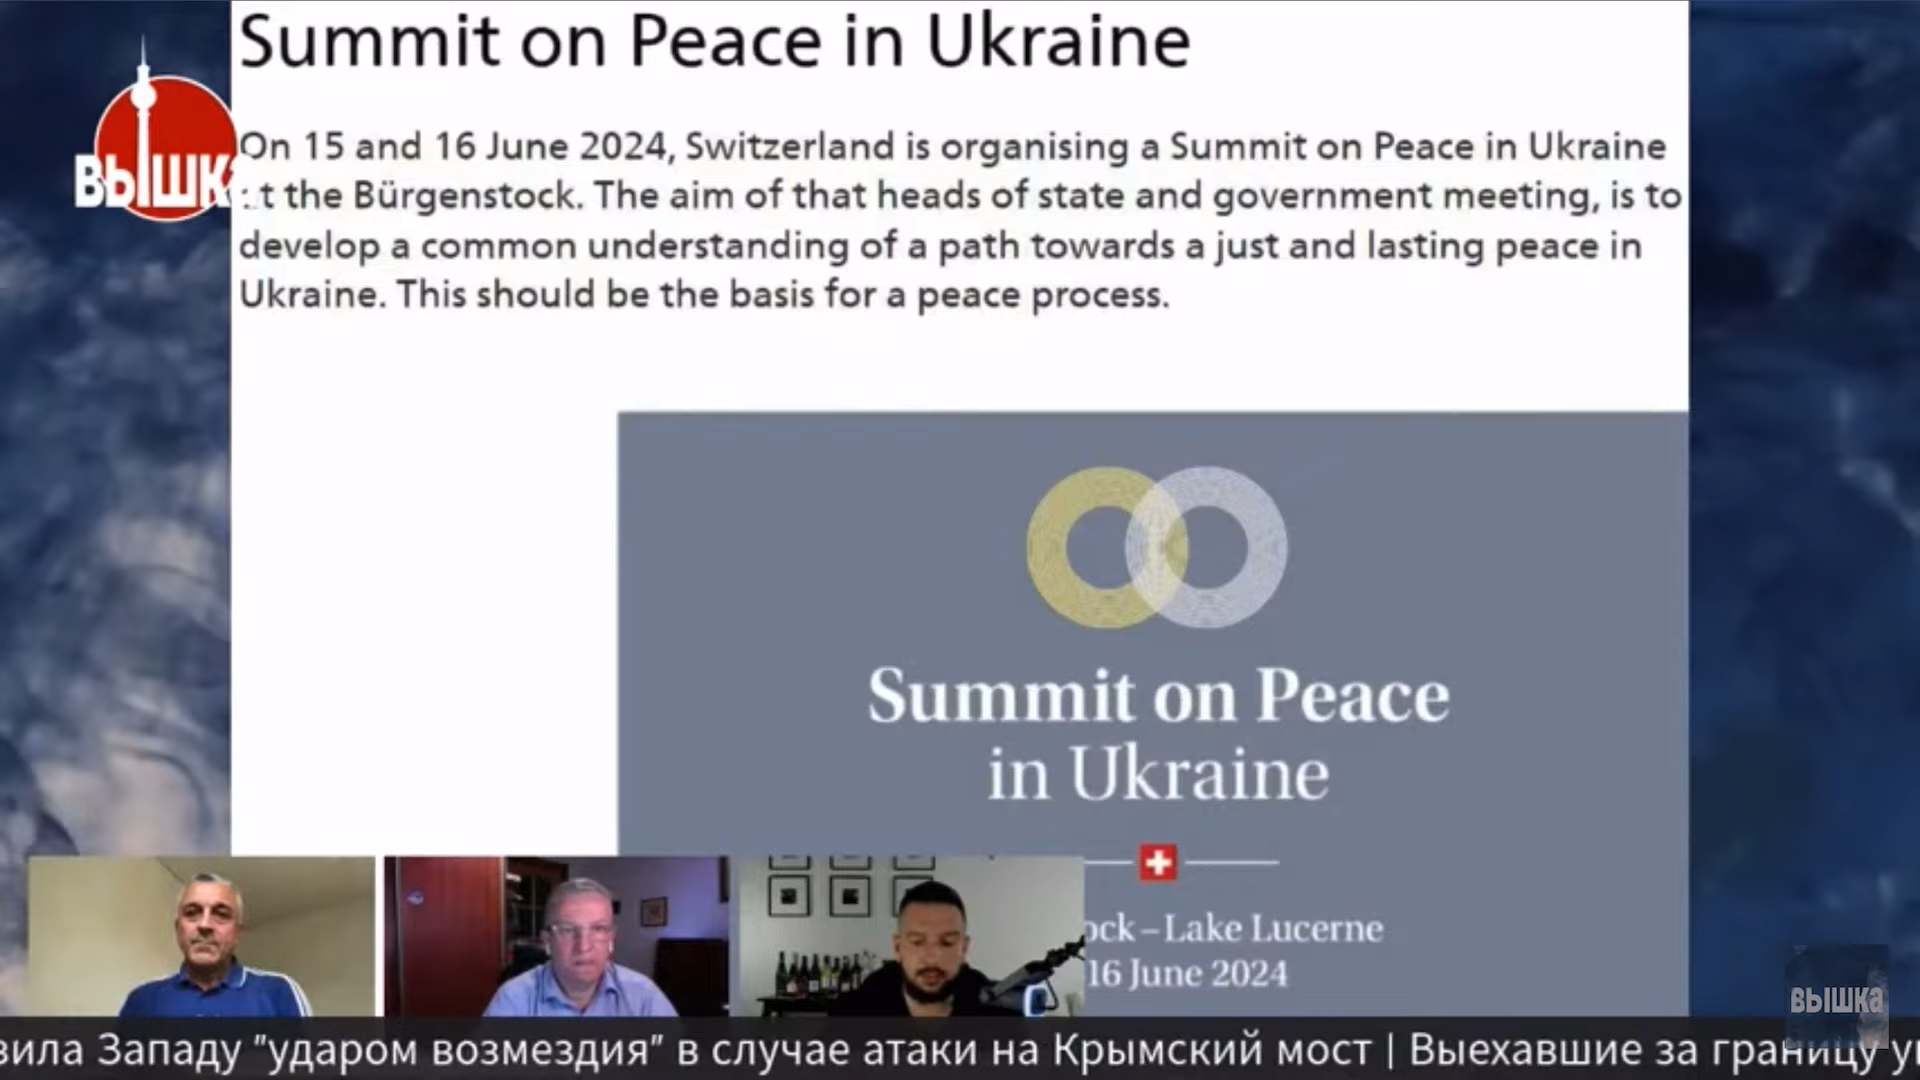 Summit on Peace in Ukraine
ВЫШКА
On 15 and 16 June 2024, Switzerland is organising a Summit on Peace in Ukraine
at the Bürgenstock. The aim of that heads of state and government meeting, is to
develop a common understanding of a path towards a just and lasting peace in
Ukraine. This should be the basis for a peace process.
Summit on Peace
in Ukraine
ock – Lake Lucerne
16 June 2024
ВЫШКА
Западу "ударом возмездия" в случае атаки на Крымский мост | Выехавшие за границу